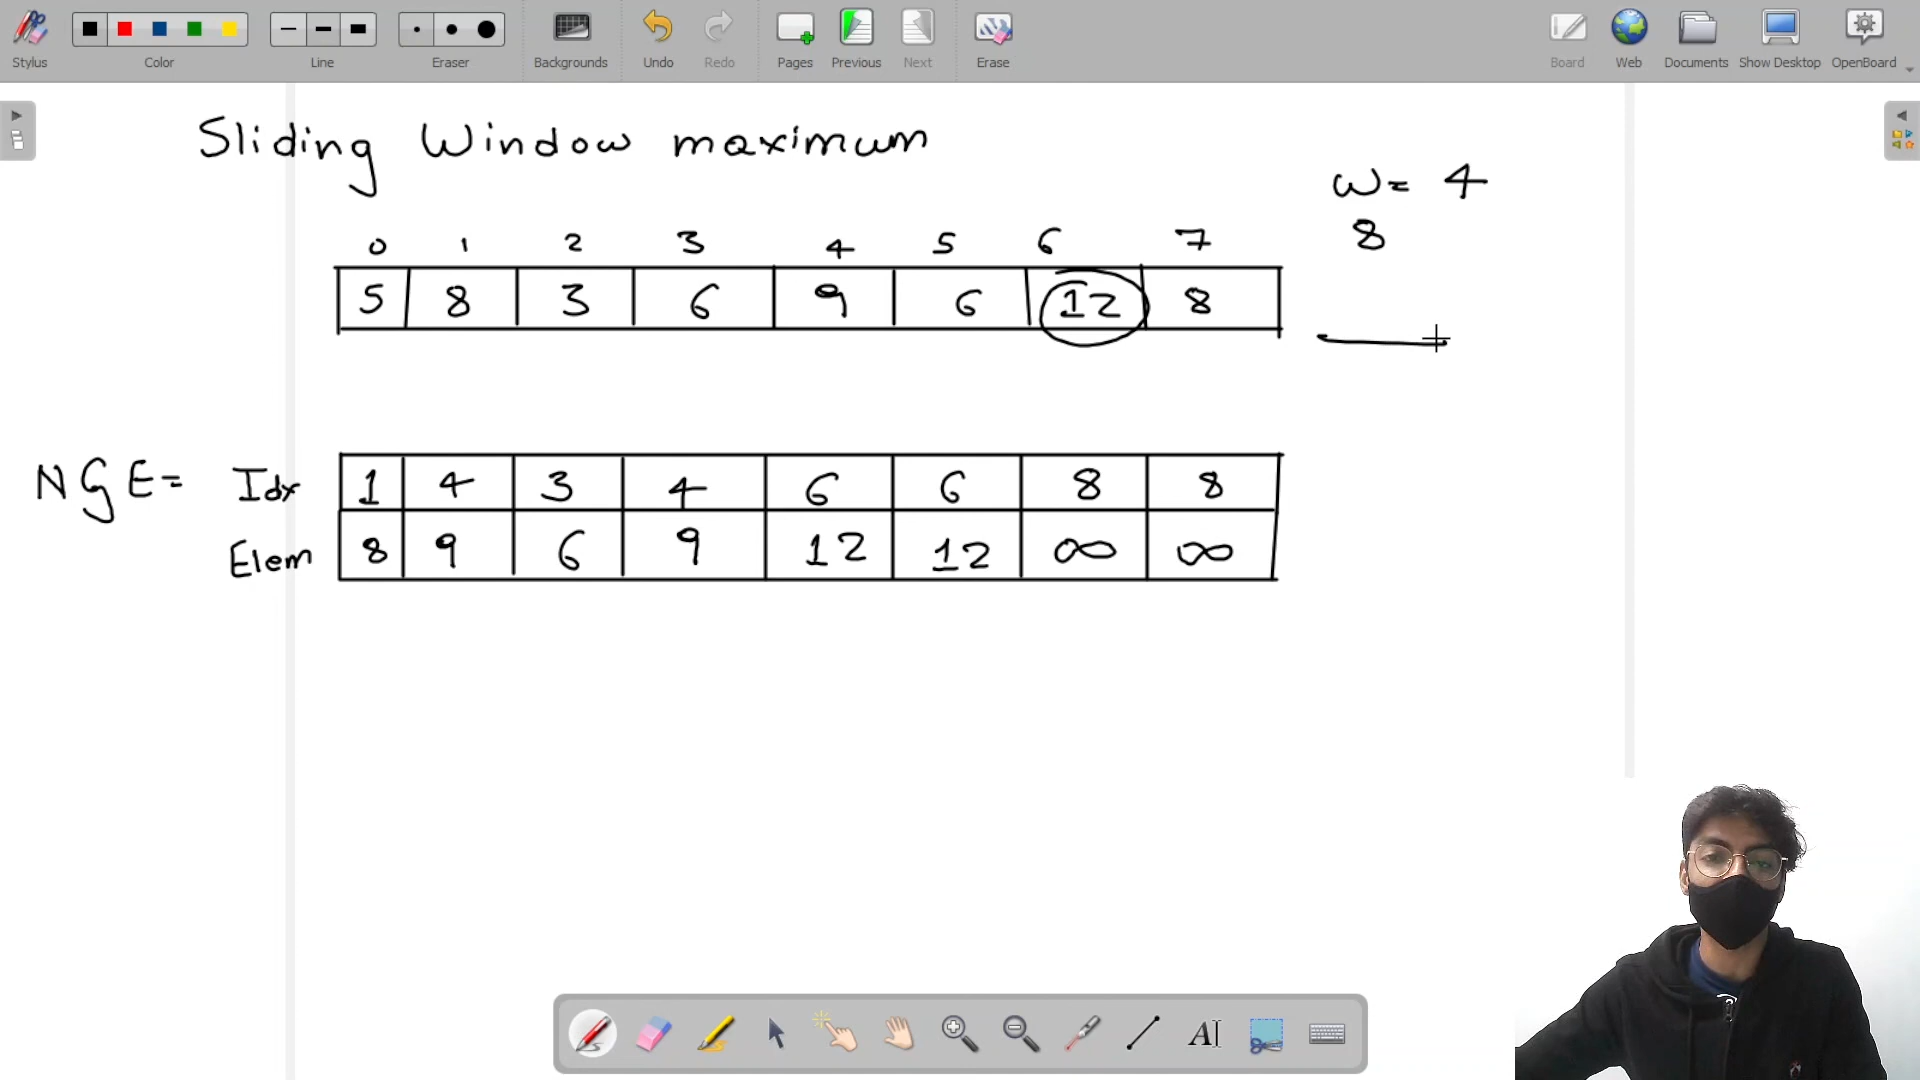 Stylus Color Line Eraser Backgrounds Undo Redo Pages Previous Next Erase Board Web Documents Show Desktop OpenBoard
Sliding Window maximum
w= 4
8
0 1 2 3 4 5 6 7
5 8 3 6 9 6 12 8
NGE= Idx 1 4 3 4 6 6 8 8
Elem 8 9 6 9 12 12 ∞ ∞